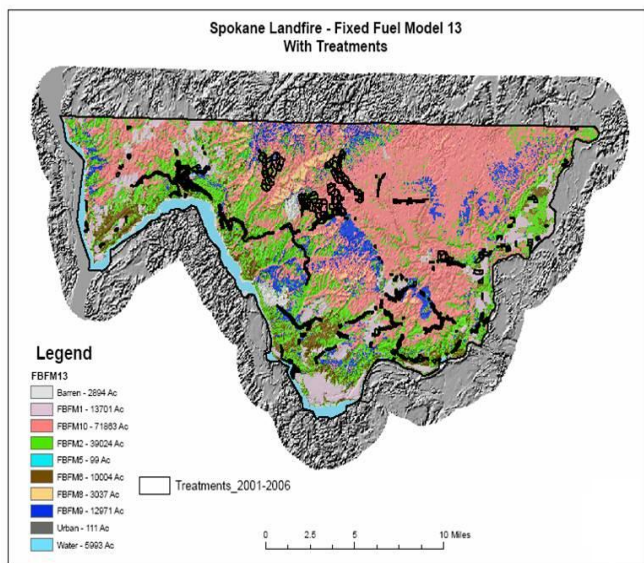 Spokane Landfire - Fixed Fuel Model 13
With Treatments
Legend
FBFM13
Barren - 2894 Ac
FBFM1 - 13701 Ac
FBFM10 - 71863 Ac
FBFM2 - 39024 Ac
FBFM5 - 99 Ac
FBFM6 - 10004 Ac
FBFM8 - 3037 Ac
FBFM9 - 12971 Ac
Urban - 111 Ac
Water - 5993 Ac
Treatments_2001-2006
0 2.5 5 10 Miles